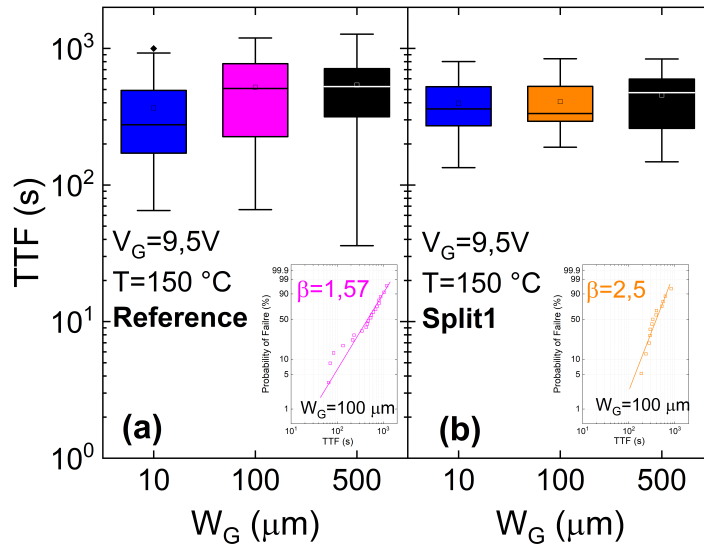 TTF (s)
10³
10²
10¹
10⁰
V_G=9,5V
T=150 °C
Reference
(a)
10
100
500
W_G (μm)
Probability of Failre (%)
99.9
99
90
50
10
5
1
β=1,57
W_G=100 μm
10¹
10²
10³
TTF (s)
V_G=9,5V
T=150 °C
Split1
(b)
10
100
500
W_G (μm)
Probability of Failre (%)
99.9
99
90
50
10
5
1
β=2,5
W_G=100 μm
10¹
10²
10³
TTF (s)